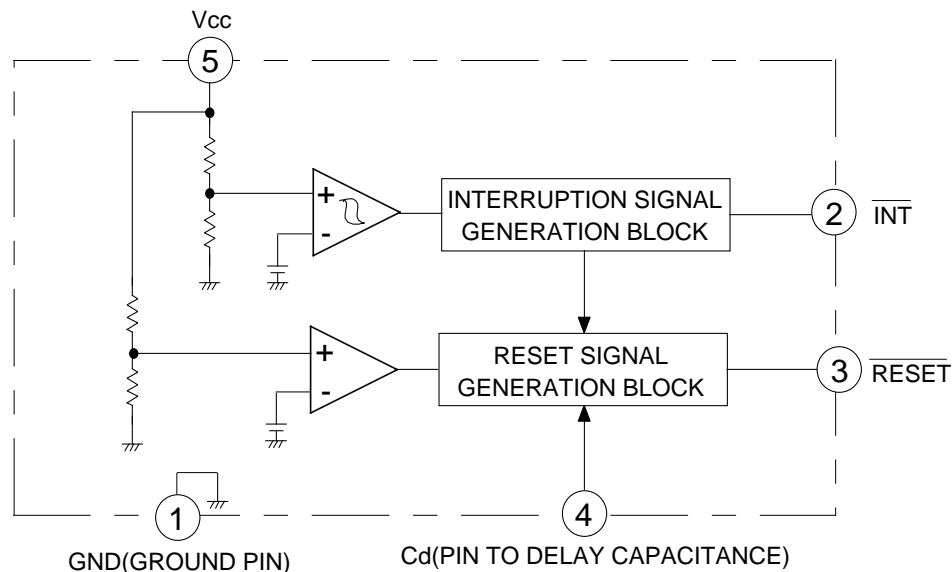 Vcc
5
+
-
INTERRUPTION SIGNAL
GENERATION BLOCK
2
INT
+
-
RESET SIGNAL
GENERATION BLOCK
3
RESET
1
GND(GROUND PIN)
4
Cd(PIN TO DELAY CAPACITANCE)